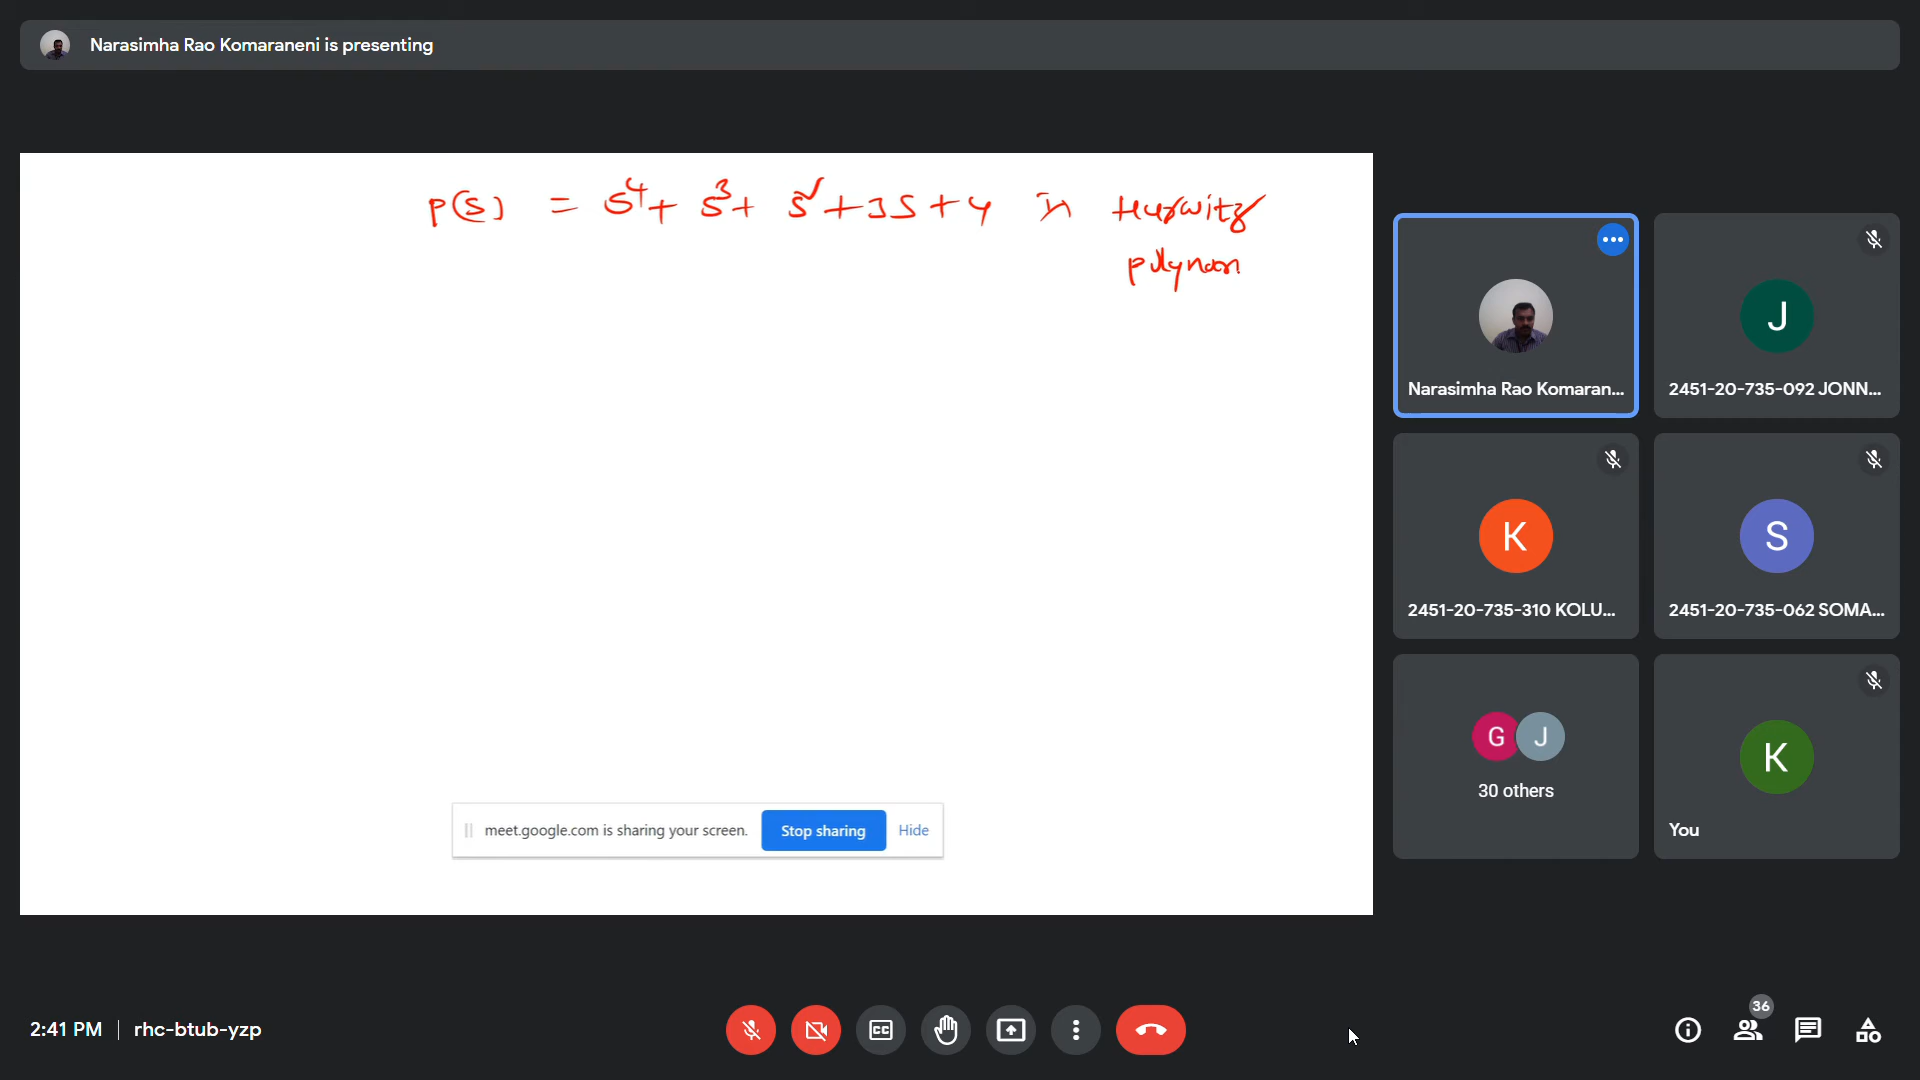 Narasimha Rao Komaraneni is presenting
P(S) = S⁴ + S³ + S² + 3S + 4 is Hurwitz
polynom
Narasimha Rao Komaran...
2451-20-735-092 JONN...
J
2451-20-735-310 KOLU...
K
2451-20-735-062 SOMA...
S
G J
30 others
K
You
meet.google.com is sharing your screen. Stop sharing Hide
2:41 PM | rhc-btub-yzp
CC
36